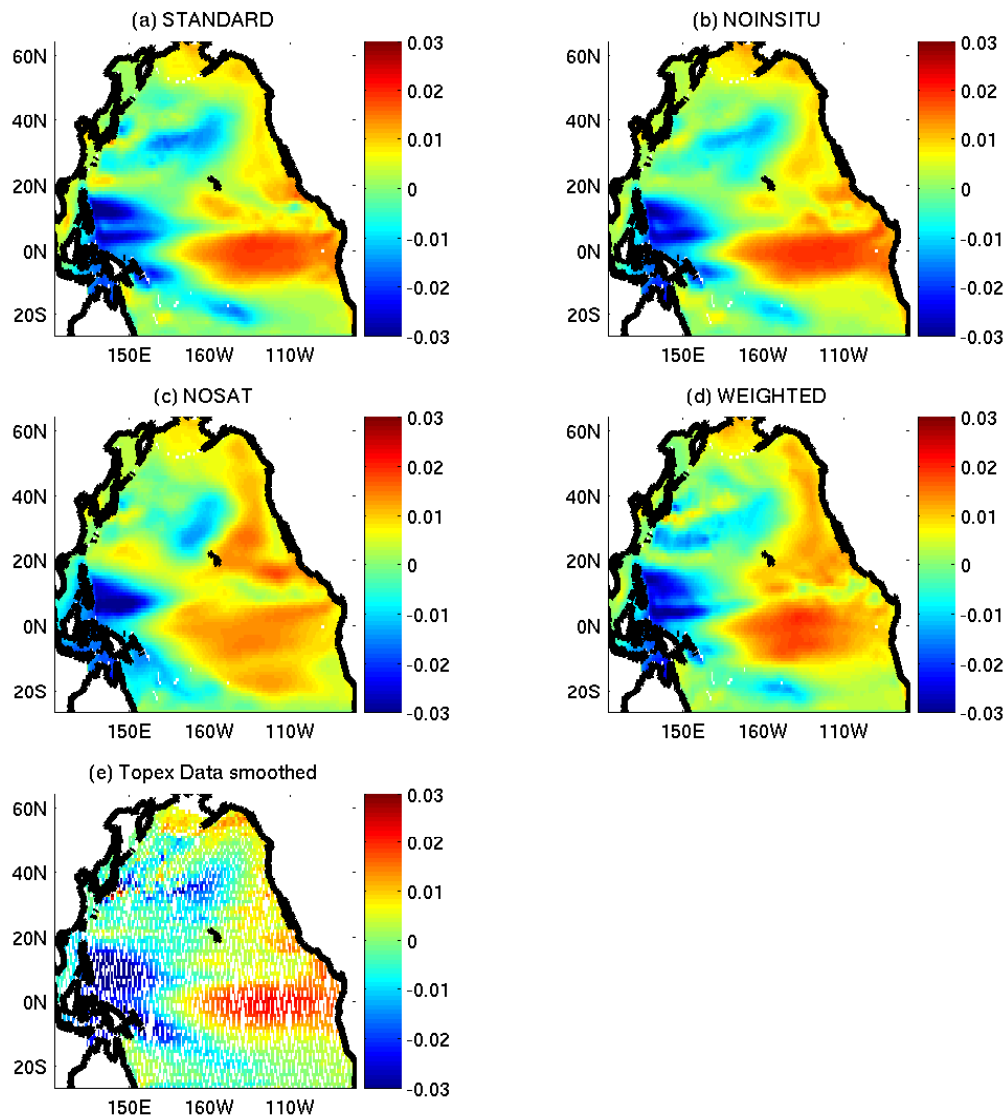 (a) STANDARD
60N
40N
20N
0N
20S
150E 160W 110W
0.03
0.02
0.01
0
-0.01
-0.02
-0.03
(b) NOINSITU
60N
40N
20N
0N
20S
150E 160W 110W
0.03
0.02
0.01
0
-0.01
-0.02
-0.03
(c) NOSAT
60N
40N
20N
0N
20S
150E 160W 110W
0.03
0.02
0.01
0
-0.01
-0.02
-0.03
(d) WEIGHTED
60N
40N
20N
0N
20S
150E 160W 110W
0.03
0.02
0.01
0
-0.01
-0.02
-0.03
(e) Topex Data smoothed
60N
40N
20N
0N
20S
150E 160W 110W
0.03
0.02
0.01
0
-0.01
-0.02
-0.03